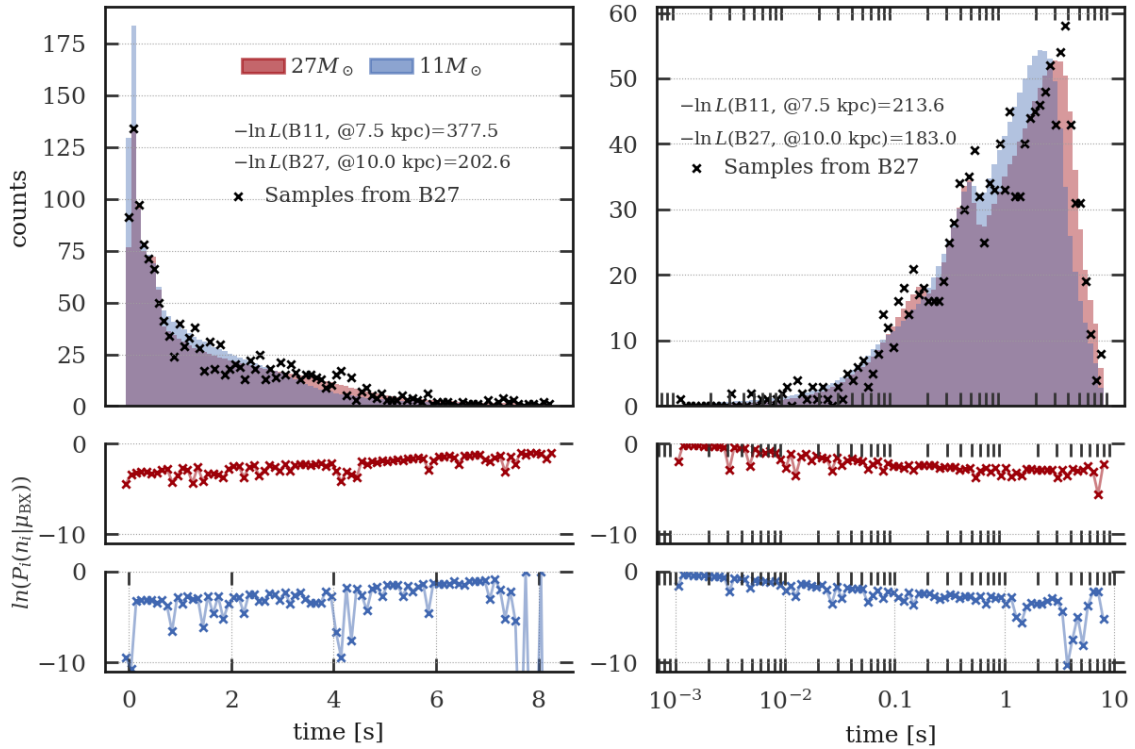 175
150
125
100
75
50
25
0
counts
27M⊙ 11M⊙
−ln L(B11, @7.5 kpc)=377.5
−ln L(B27, @10.0 kpc)=202.6
Samples from B27
60
50
40
30
20
10
0
−ln L(B11, @7.5 kpc)=213.6
−ln L(B27, @10.0 kpc)=183.0
Samples from B27
0
−10
0
−10
ln(P_i(n_i|μ_BX))
0
−10
0
−10
0 2 4 6 8
time [s]
10⁻³ 10⁻² 0.1 1 10
time [s]